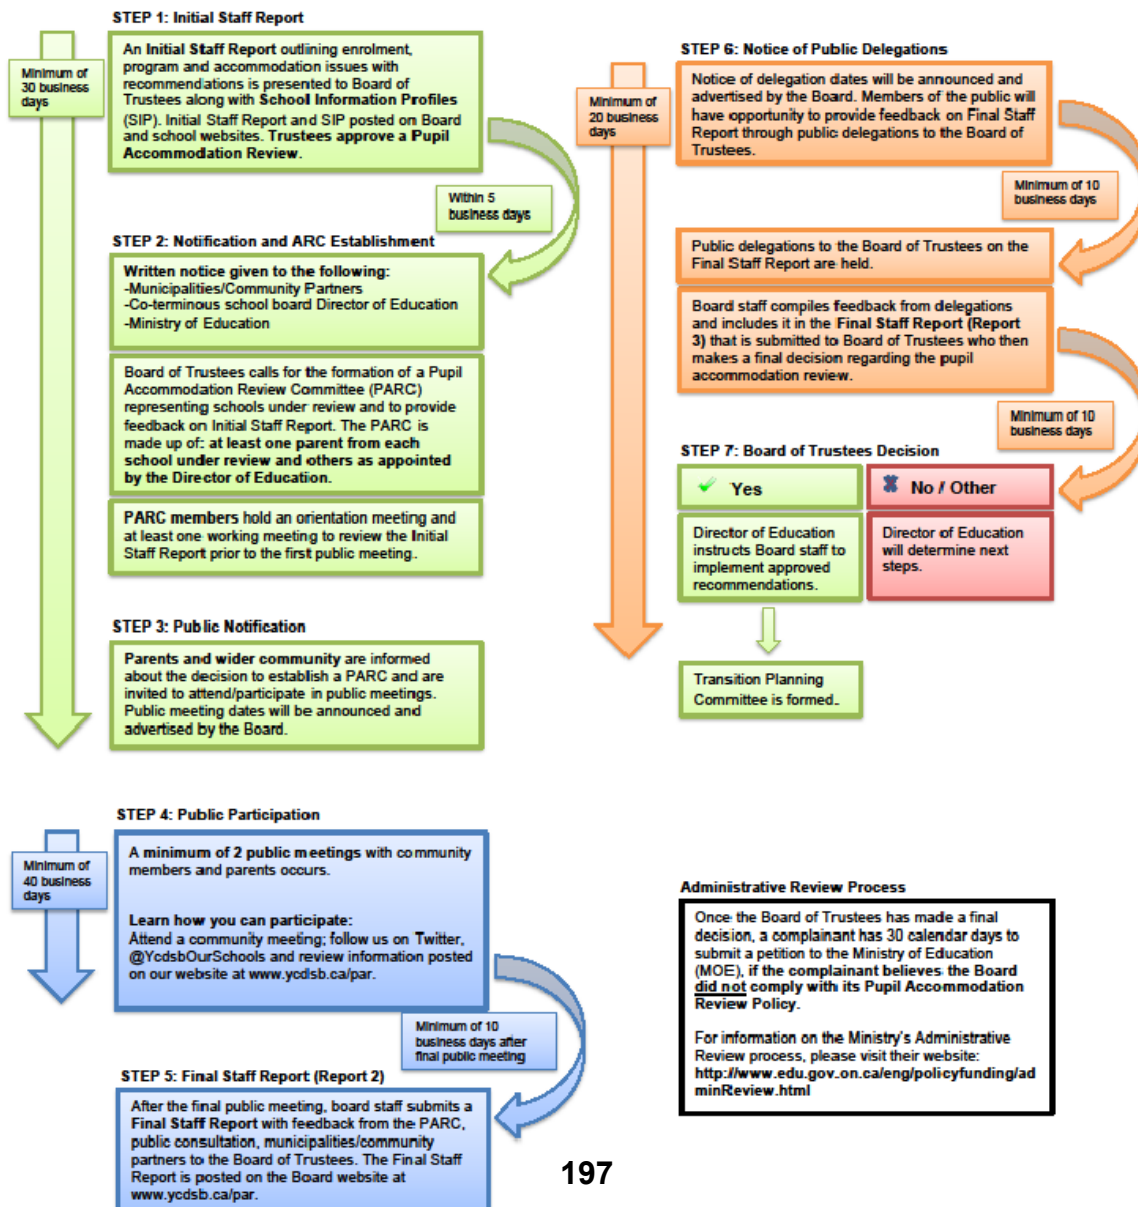 STEP 1: Initial Staff Report
Minimum of
30 business
days
An Initial Staff Report outlining enrolment,
program and accommodation issues with
recommendations is presented to Board of
Trustees along with School Information Profiles
(SIP). Initial Staff Report and SIP posted on Board
and school websites. Trustees approve a Pupil
Accommodation Review.
Within 5
business days
STEP 2: Notification and ARC Establishment
Written notice given to the following:
-Municipalities/Community Partners
-Co-terminous school board Director of Education
-Ministry of Education
Board of Trustees calls for the formation of a Pupil
Accommodation Review Committee (PARC)
representing schools under review and to provide
feedback on Initial Staff Report. The PARC is
made up of: at least one parent from each
school under review and others as appointed
by the Director of Education.
PARC members hold an orientation meeting and
at least one working meeting to review the Initial
Staff Report prior to the first public meeting.
STEP 3: Public Notification
Parents and wider community are informed
about the decision to establish a PARC and are
invited to attend/participate in public meetings.
Public meeting dates will be announced and
advertised by the Board.
STEP 4: Public Participation
Minimum of
40 business
days
A minimum of 2 public meetings with community
members and parents occurs.
Learn how you can participate:
Attend a community meeting; follow us on Twitter,
@YcdsbOurSchools and review information posted
on our website at www.ycdsb.ca/par.
Minimum of 10
business days after
final public meeting
STEP 5: Final Staff Report (Report 2)
After the final public meeting, board staff submits a
Final Staff Report with feedback from the PARC,
public consultation, municipalities/community
partners to the Board of Trustees. The Final Staff
Report is posted on the Board website at
www.ycdsb.ca/par.
STEP 6: Notice of Public Delegations
Minimum of
20 business
days
Notice of delegation dates will be announced and
advertised by the Board. Members of the public will
have opportunity to provide feedback on Final Staff
Report through public delegations to the Board of
Trustees.
Minimum of 10
business days
Public delegations to the Board of Trustees on the
Final Staff Report are held.
Board staff compiles feedback from delegations
and includes it in the Final Staff Report (Report
3) that is submitted to Board of Trustees who then
makes a final decision regarding the pupil
accommodation review.
Minimum of 10
business days
STEP 7: Board of Trustees Decision
Yes
No / Other
Director of Education
instructs Board staff to
implement approved
recommendations.
Director of Education
will determine next
steps.
Transition Planning
Committee is formed.
Administrative Review Process
Once the Board of Trustees has made a final
decision, a complainant has 30 calendar days to
submit a petition to the Ministry of Education
(MOE), if the complainant believes the Board
did not comply with its Pupil Accommodation
Review Policy.
For information on the Ministry's Administrative
Review process, please visit their website:
http://www.edu.gov.on.ca/eng/policyfunding/ad
minReview.html
197